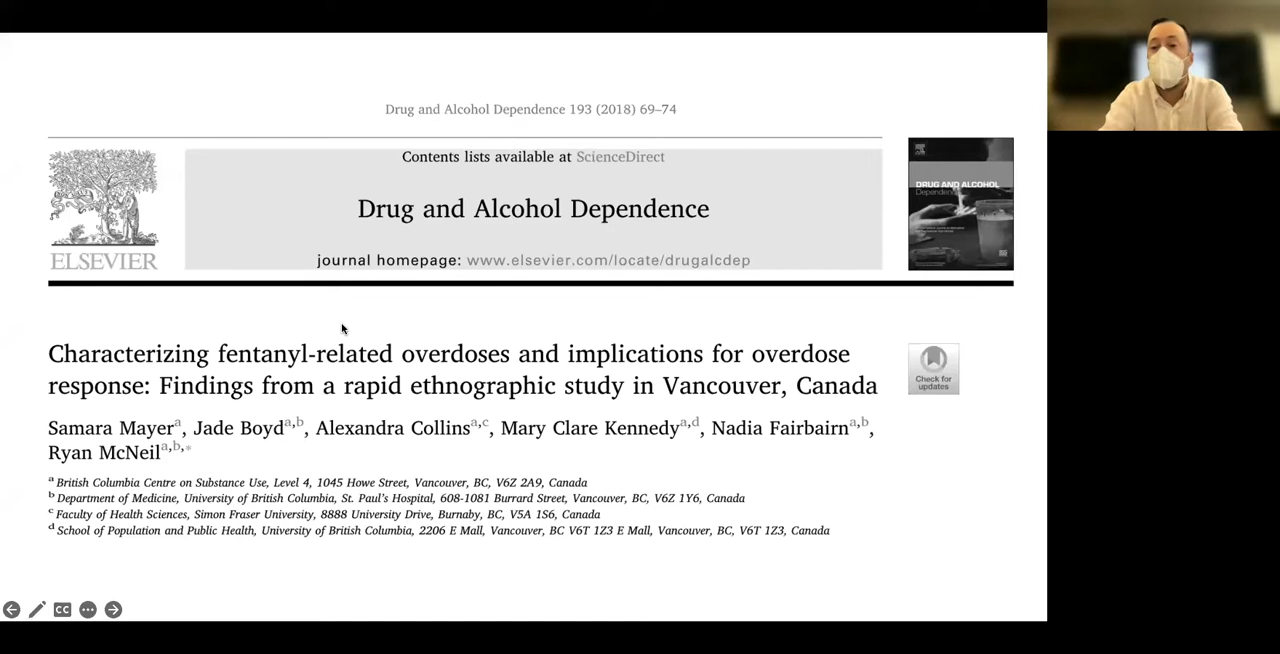 Drug and Alcohol Dependence 193 (2018) 69–74
Contents lists available at ScienceDirect
Drug and Alcohol Dependence
journal homepage: www.elsevier.com/locate/drugalcdep
ELSEVIER
DRUG AND ALCOHOL
Dependence
Characterizing fentanyl-related overdoses and implications for overdose
response: Findings from a rapid ethnographic study in Vancouver, Canada
Check for
updates
Samara Mayerᵃ, Jade Boydᵃ,ᵇ, Alexandra Collinsᵃ,ᶜ, Mary Clare Kennedyᵃ,ᵈ, Nadia Fairbairnᵃ,ᵇ,
Ryan McNeilᵃ,ᵇ,*
ᵃ British Columbia Centre on Substance Use, Level 4, 1045 Howe Street, Vancouver, BC, V6Z 2A9, Canada
ᵇ Department of Medicine, University of British Columbia, St. Paul's Hospital, 608-1081 Burrard Street, Vancouver, BC, V6Z 1Y6, Canada
ᶜ Faculty of Health Sciences, Simon Fraser University, 8888 University Drive, Burnaby, BC, V5A 1S6, Canada
ᵈ School of Population and Public Health, University of British Columbia, 2206 E Mall, Vancouver, BC V6T 1Z3 E Mall, Vancouver, BC, V6T 1Z3, Canada
CC